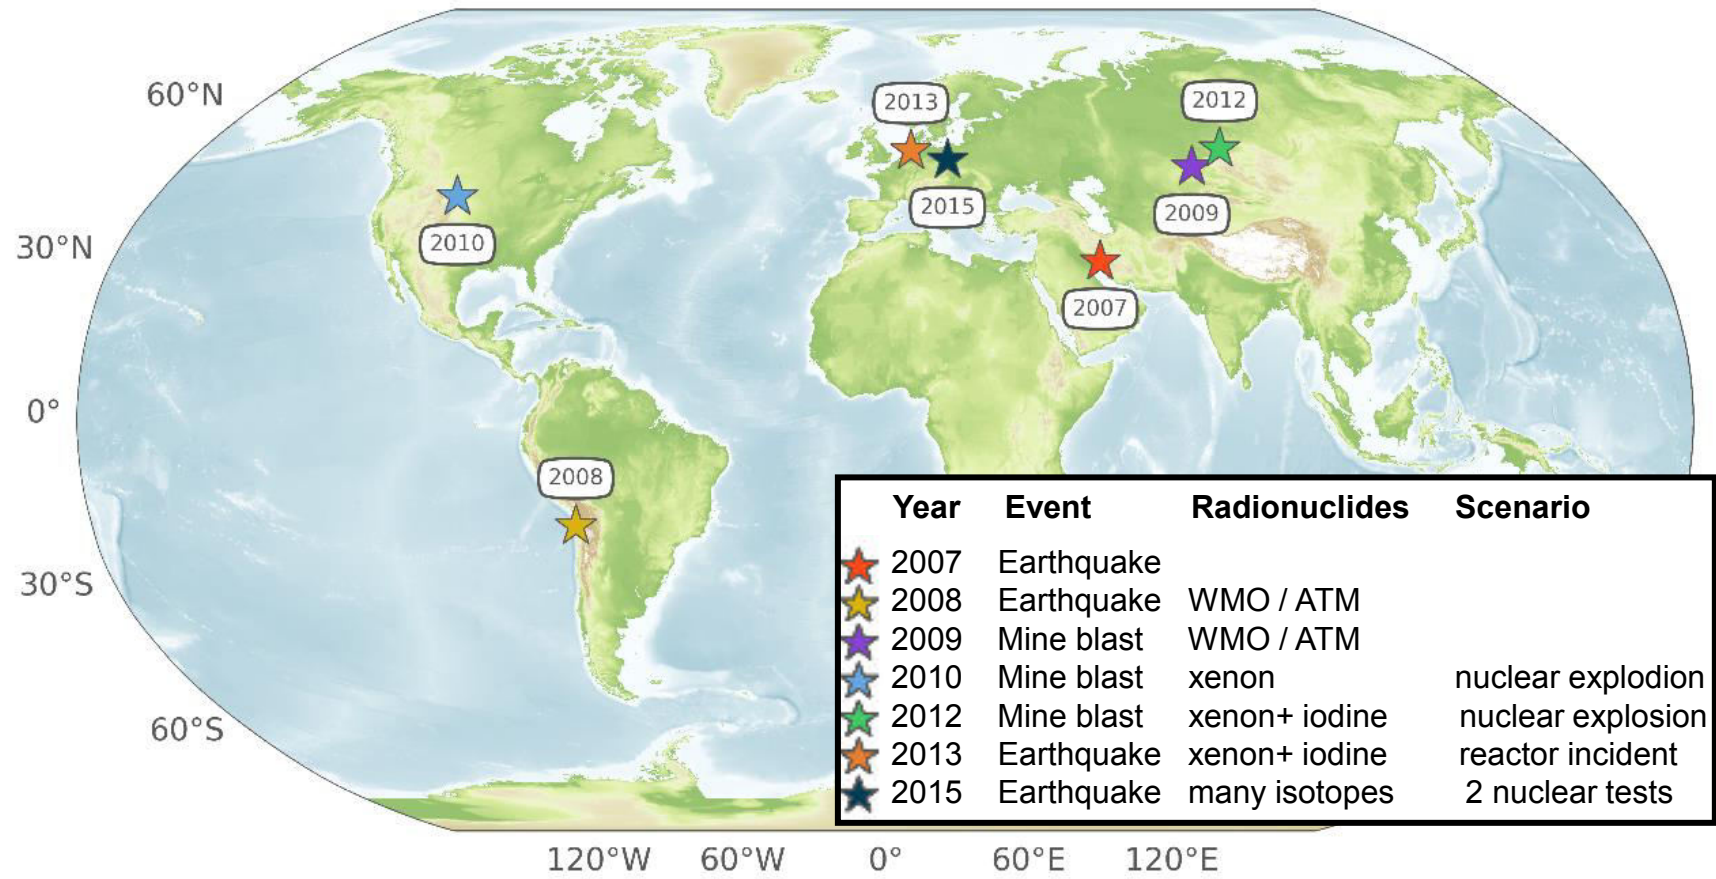 60°N
30°N
0°
30°S
60°S
120°W 60°W 0° 60°E 120°E
2013
2012
2015
2009
2010
2007
2008
Year Event Radionuclides Scenario
2007 Earthquake
2008 Earthquake WMO / ATM
2009 Mine blast WMO / ATM
2010 Mine blast xenon nuclear explodion
2012 Mine blast xenon+ iodine nuclear explosion
2013 Earthquake xenon+ iodine reactor incident
2015 Earthquake many isotopes 2 nuclear tests